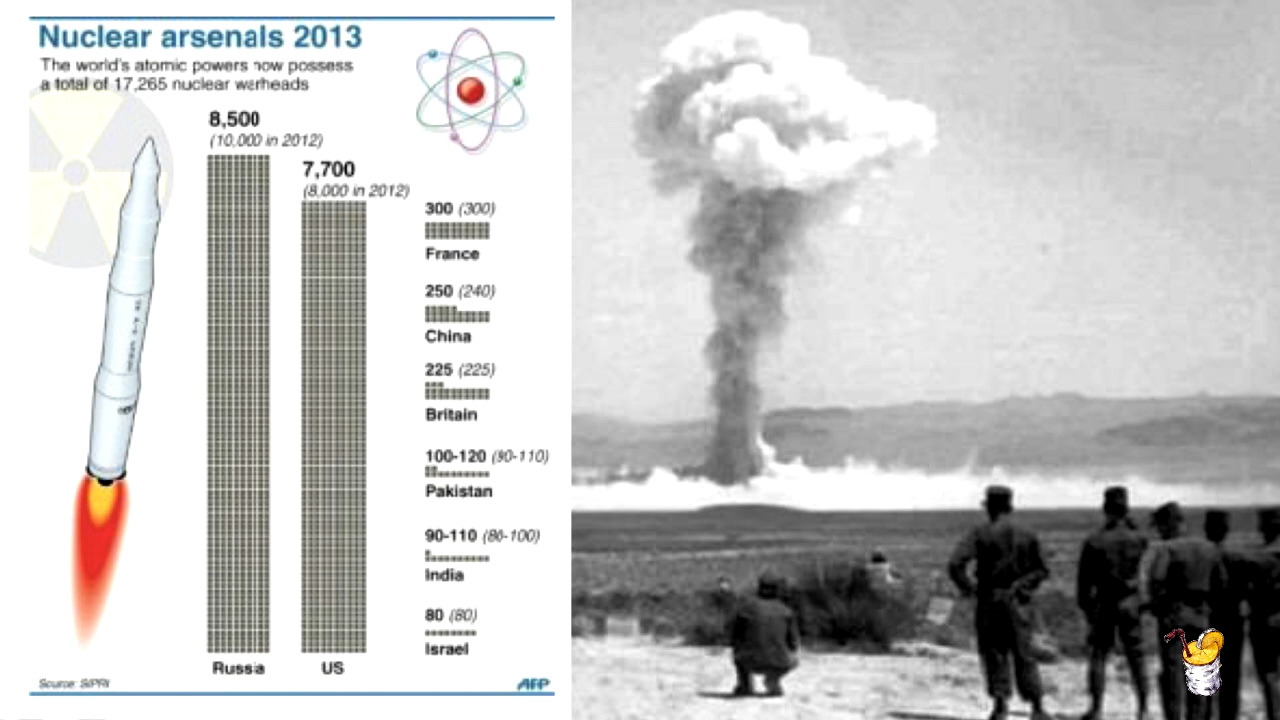 Nuclear arsenals 2013
The world's atomic powers now possess
a total of 17,265 nuclear warheads
8,500
(10,000 in 2012)
7,700
(8,000 in 2012)
300 (300)
France
250 (240)
China
225 (225)
Britain
100-120 (90-110)
Pakistan
90-110 (80-100)
India
80 (80)
Israel
Russia
US
Source: SIPRI
AFP